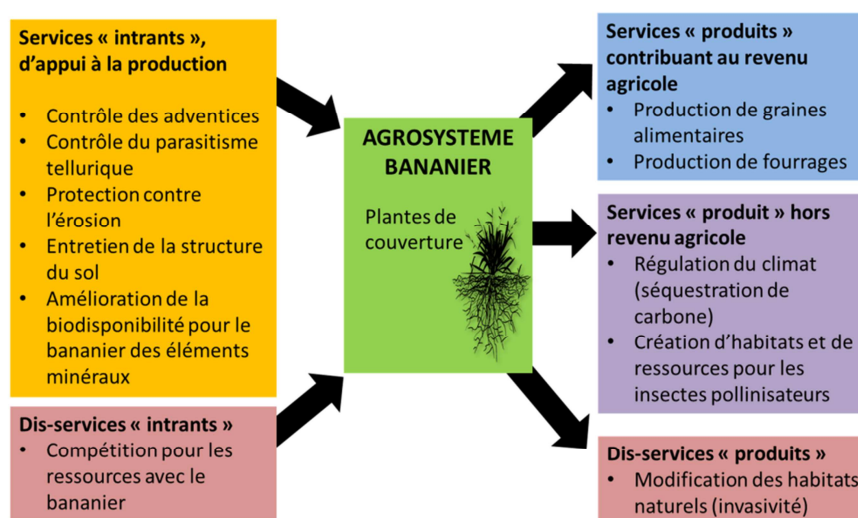 Services « intrants »,
d'appui à la production
• Contrôle des adventices
• Contrôle du parasitisme
tellurique
• Protection contre
l'érosion
• Entretien de la structure
du sol
• Amélioration de la
biodisponibilité pour le
bananier des éléments
minéraux
Dis-services « intrants »
• Compétition pour les
ressources avec le
bananier
AGROSYSTEME
BANANIER
Plantes de
couverture
Services « produits »
contribuant au revenu
agricole
• Production de graines
alimentaires
• Production de fourrages
Services « produit » hors
revenu agricole
• Régulation du climat
(séquestration de
carbone)
• Création d'habitats et de
ressources pour les
insectes pollinisateurs
Dis-services « produits »
• Modification des habitats
naturels (invasivité)